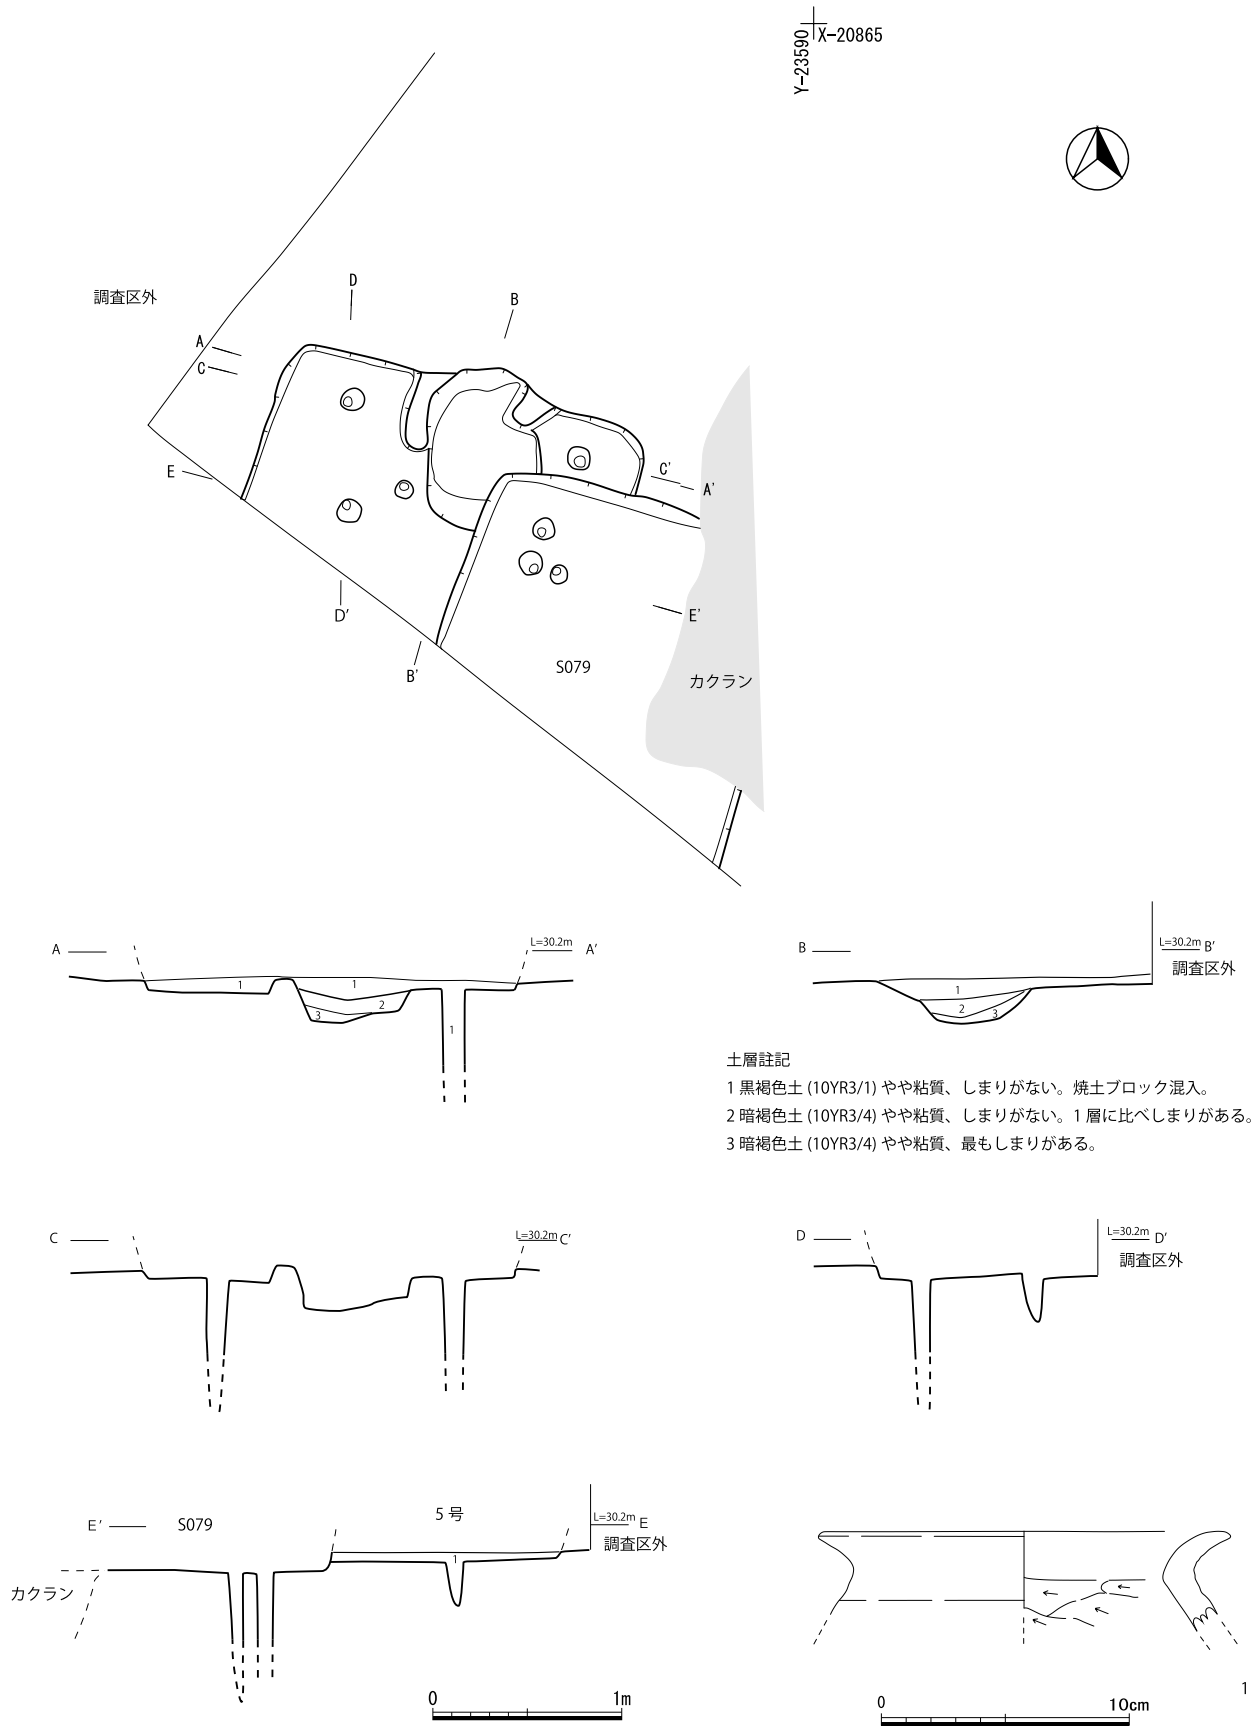 X-20865
Y-23590
D
B
調査区外
A
C
E
C'
A'
D'
B'
E'
S079
カクラン
A
L=30.2m A'
1
1
2
3
1
B
L=30.2m B'
調査区外
1
2
3
土層註記
1 黒褐色土 (10YR3/1) やや粘質、しまりがない。焼土ブロック混入。
2 暗褐色土 (10YR3/4) やや粘質、しまりがない。1 層に比べしまりがある。
3 暗褐色土 (10YR3/4) やや粘質、最もしまりがある。
C
L=30.2m C'
D
L=30.2m D'
調査区外
E'
S079
5 号
L=30.2m E
調査区外
1
カクラン
0 1m
0 10cm
1